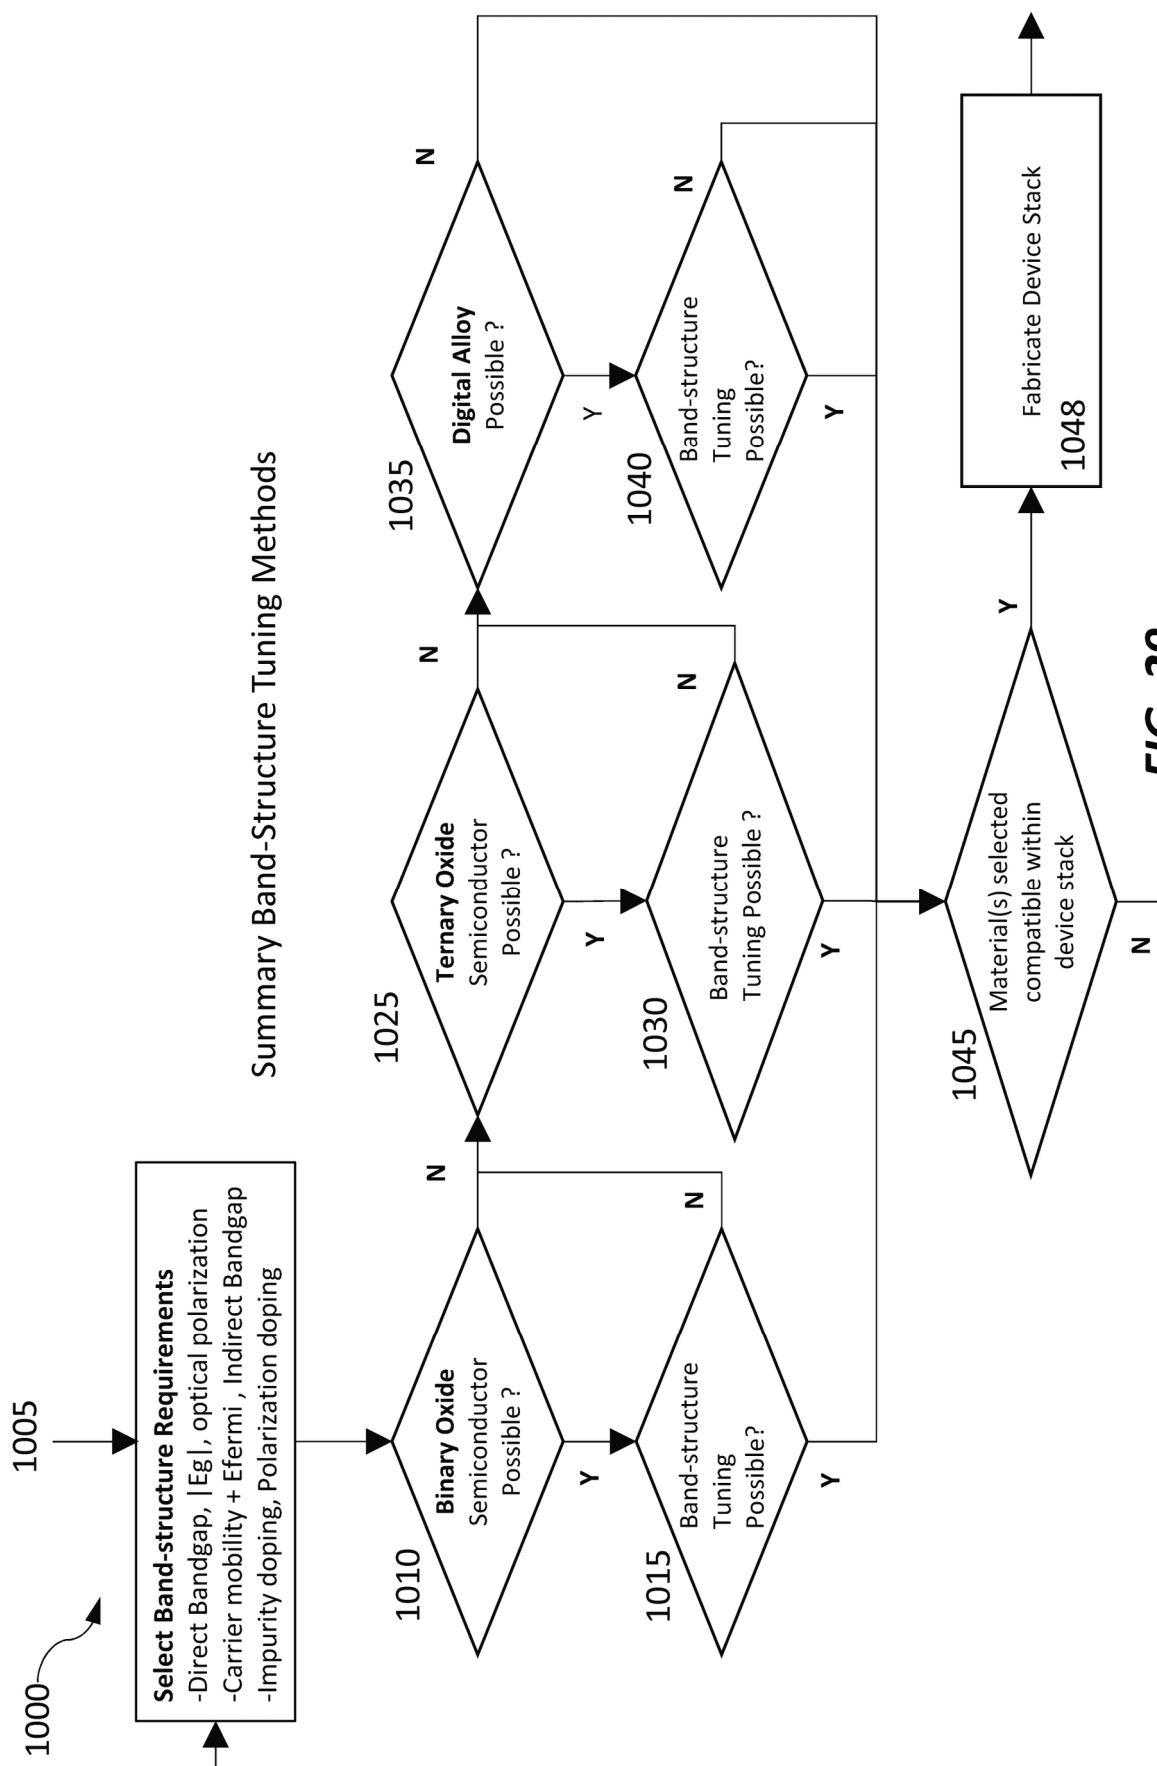 1000
1005
Select Band-structure Requirements
-Direct Bandgap, |Eg|, optical polarization
-Carrier mobility + Efermi , Indirect Bandgap
-Impurity doping, Polarization doping
Summary Band-Structure Tuning Methods
1010
Binary Oxide
Semiconductor
Possible ?
N
Y
1015
Band-structure
Tuning
Possible?
N
Y
1025
Ternary Oxide
Semiconductor
Possible ?
N
Y
1030
Band-structure
Tuning Possible ?
N
Y
1035
Digital Alloy
Possible ?
N
Y
1040
Band-structure
Tuning
Possible?
N
Y
1045
Material(s) selected
compatible within
device stack
Y
N
Fabricate Device Stack
1048
FIG.